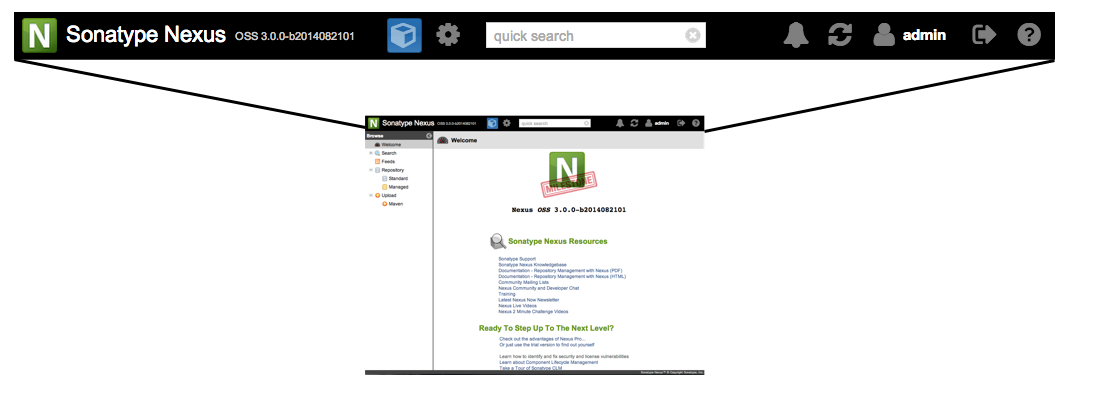 N Sonatype Nexus OSS 3.0.0-b2014082101 quick search admin ?
N Sonatype Nexus OSS 3.0.0-b2014082101 quick search admin ?
Browse
Welcome
Welcome
Search
Feeds
Repository
Standard
Managed
Upload
Maven
N
MILESTONE
Nexus OSS 3.0.0-b2014082101
Sonatype Nexus Resources
Sonatype Support
Sonatype Nexus Knowledgebase
Documentation - Repository Management with Nexus (PDF)
Documentation - Repository Management with Nexus (HTML)
Community Mailing Lists
Nexus Community and Developer Chat
Training
Latest Nexus Now Newsletter
Nexus Live Videos
Nexus 2 Minute Challenge Videos
Ready To Step Up To The Next Level?
Check out the advantages of Nexus Pro...
Or just use the trial version to find out yourself
Learn how to identify and fix security and license vulnerabilities
Learn about Component Lifecycle Management
Take a Tour of Sonatype CLM
Sonatype Nexus™ © Copyright Sonatype, Inc.